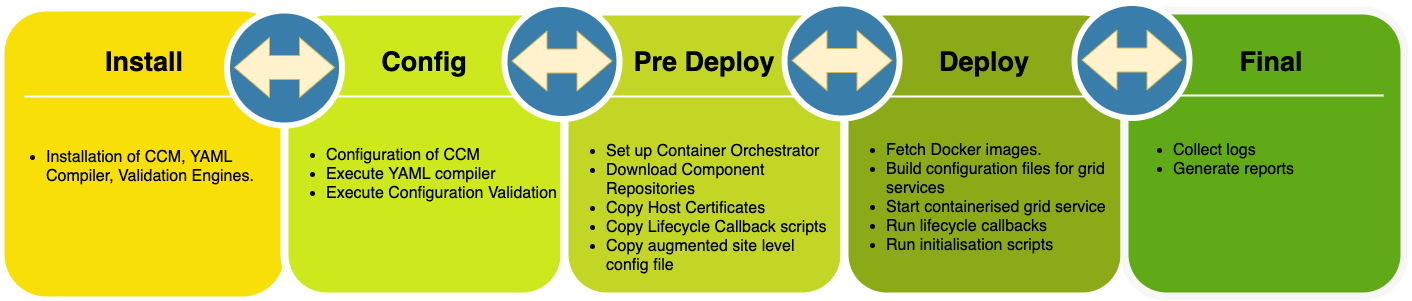 Install
• Installation of CCM, YAML
Compiler, Validation Engines.
Config
• Configuration of CCM
• Execute YAML compiler
• Execute Configuration Validation
Pre Deploy
• Set up Container Orchestrator
• Download Component
Repositories
• Copy Host Certificates
• Copy Lifecycle Callback scripts
• Copy augmented site level
config file
Deploy
• Fetch Docker images.
• Build configuration files for grid
services
• Start containerised grid service
• Run lifecycle callbacks
• Run initialisation scripts
Final
• Collect logs
• Generate reports